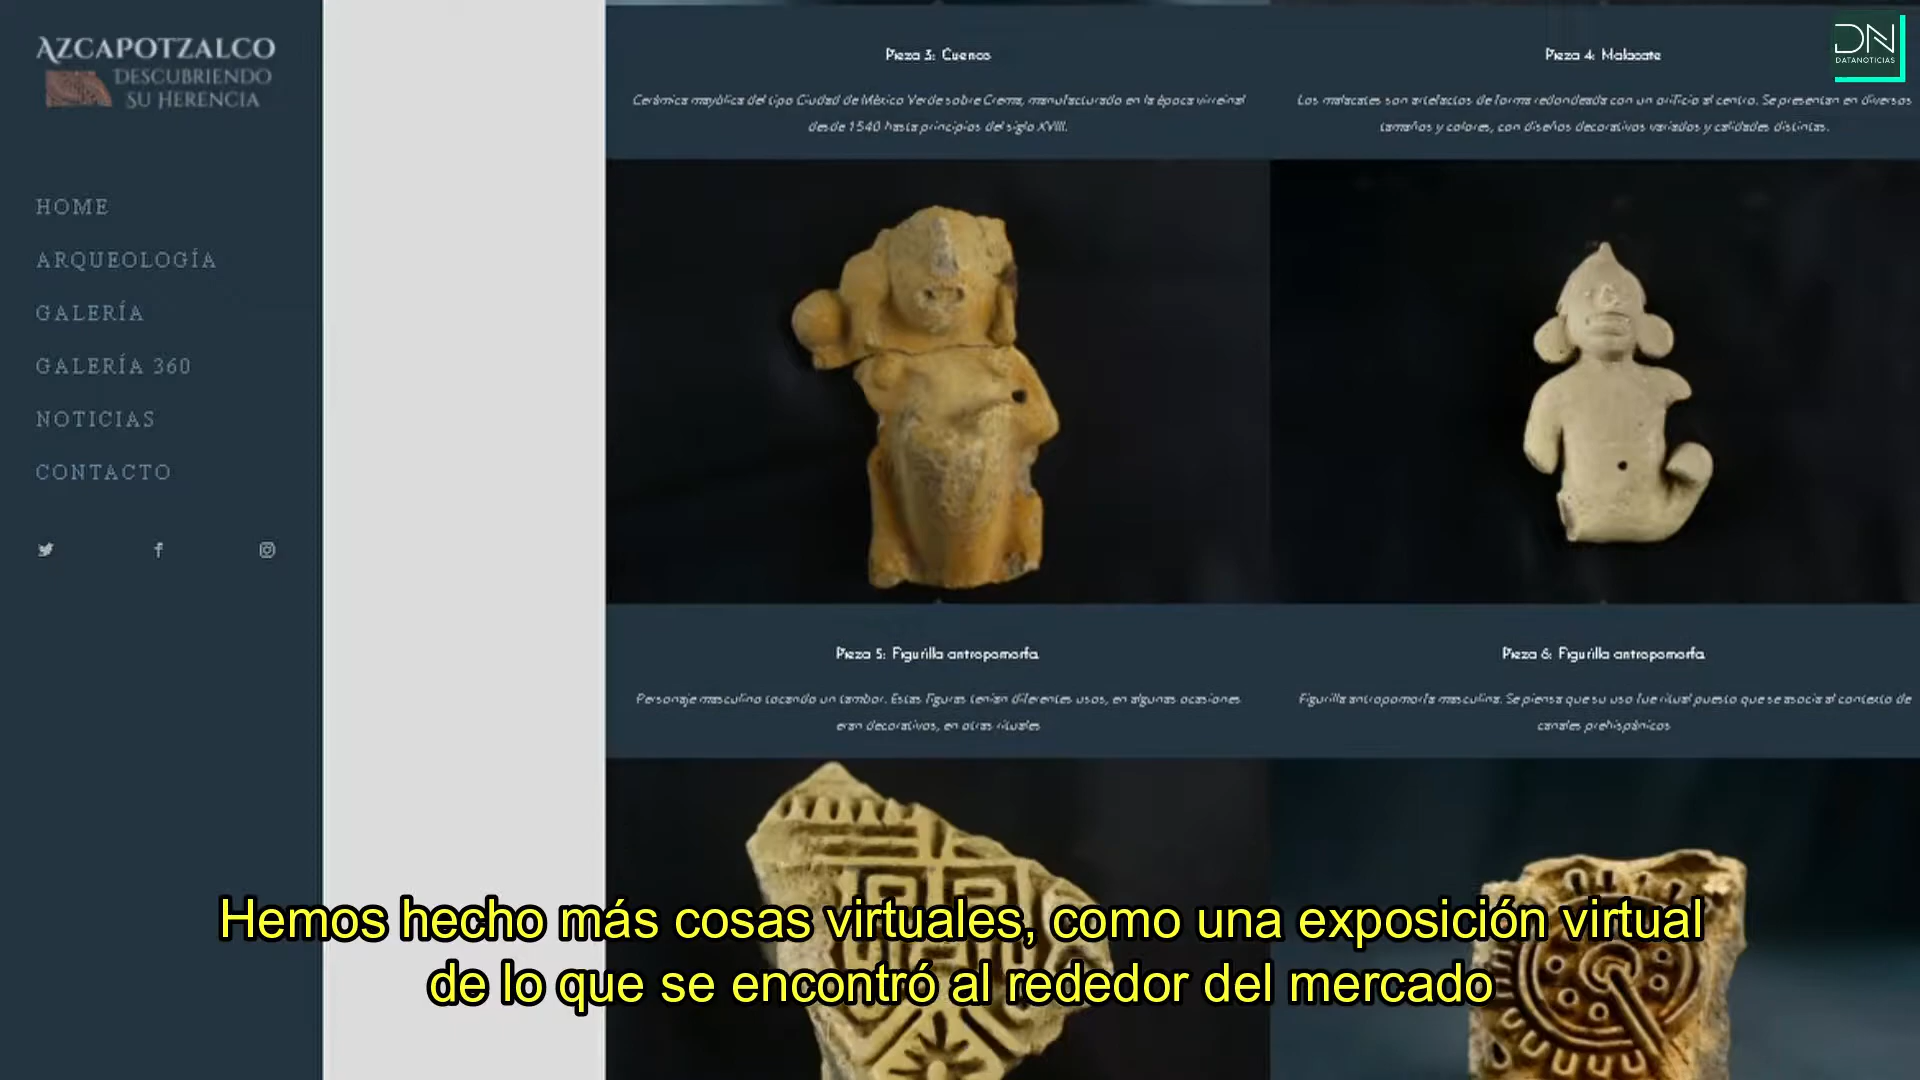 AZCAPOTZALCO
DESCUBRIENDO
SU HERENCIA
HOME
ARQUEOLOGÍA
GALERÍA
GALERÍA 360
NOTICIAS
CONTACTO
DN
DATANOTICIAS
Pieza 3: Cuenco
Cerámica mayólica del tipo Ciudad de México Verde sobre Crema, manufacturado en la época virreinal
desde 1540 hasta principios del siglo XVIII.
Pieza 4: Malacate
Los malacates son artefactos de forma redondeada con un orificio al centro. Se presentan en diversos
tamaños y colores, con diseños decorativos variados y calidades distintas.
Pieza 5: Figurilla antropomorfa
Personaje masculino tocando un tambor. Estas figuras tenían diferentes usos, en algunas ocasiones
eran decorativos, en otras rituales
Pieza 6: Figurilla antropomorfa
Figurilla antropomorfa masculina. Se piensa que su uso fue ritual puesto que se asocia al contexto de
canales prehispánicos
Hemos hecho más cosas virtuales, como una exposición virtual
de lo que se encontró al rededor del mercado